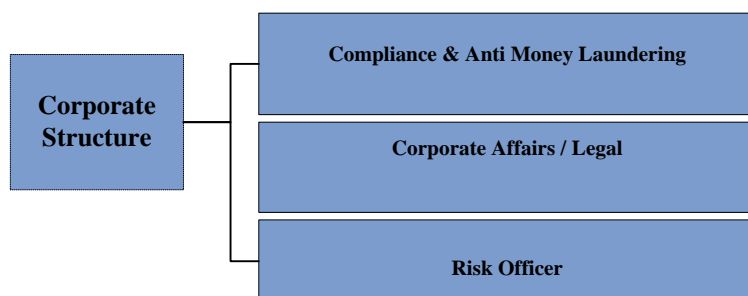 Corporate
Structure
Compliance & Anti Money Laundering
Corporate Affairs / Legal
Risk Officer